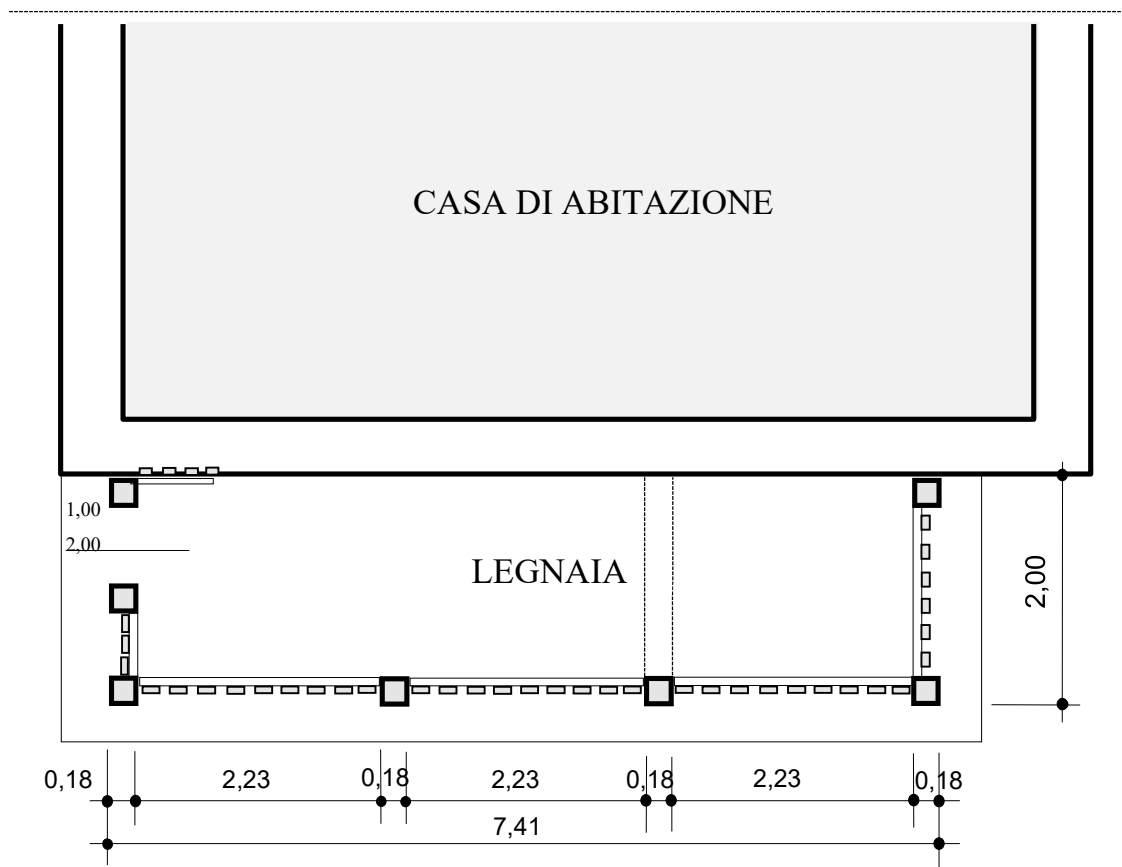 CASA DI ABITAZIONE
1,00
2,00
LEGNAIA
2,00
0,18 2,23 0,18 2,23 0,18 2,23 0,18
7,41